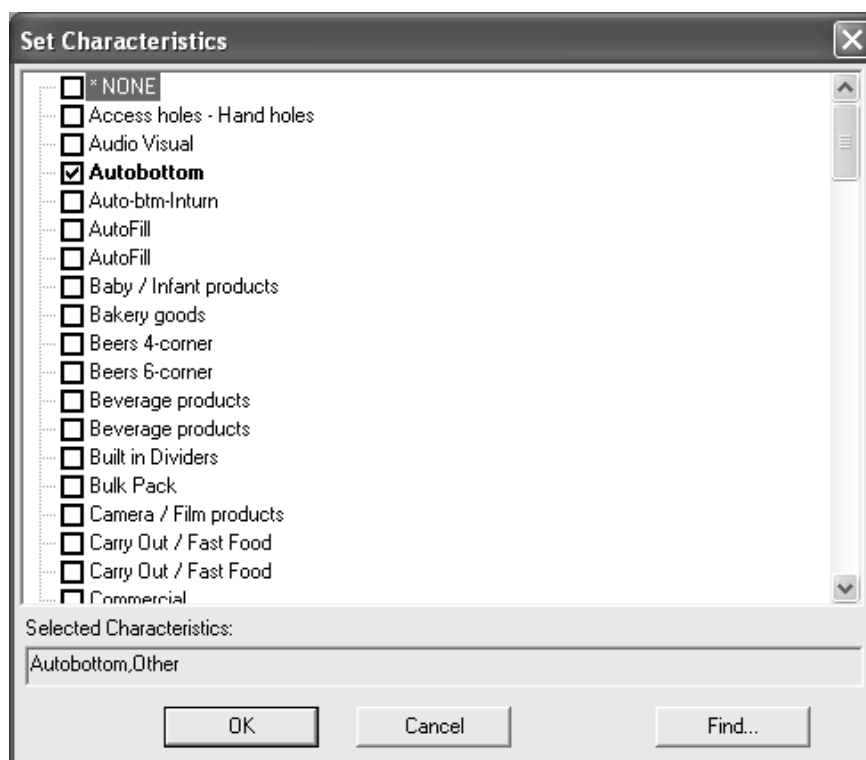 Set Characteristics
* NONE
Access holes - Hand holes
Audio Visual
Autobottom
Auto-btm-Inturn
AutoFill
AutoFill
Baby / Infant products
Bakery goods
Beers 4-corner
Beers 6-corner
Beverage products
Beverage products
Built in Dividers
Bulk Pack
Camera / Film products
Carry Out / Fast Food
Carry Out / Fast Food
Commercial
Selected Characteristics:
Autobottom,Other
OK Cancel Find...